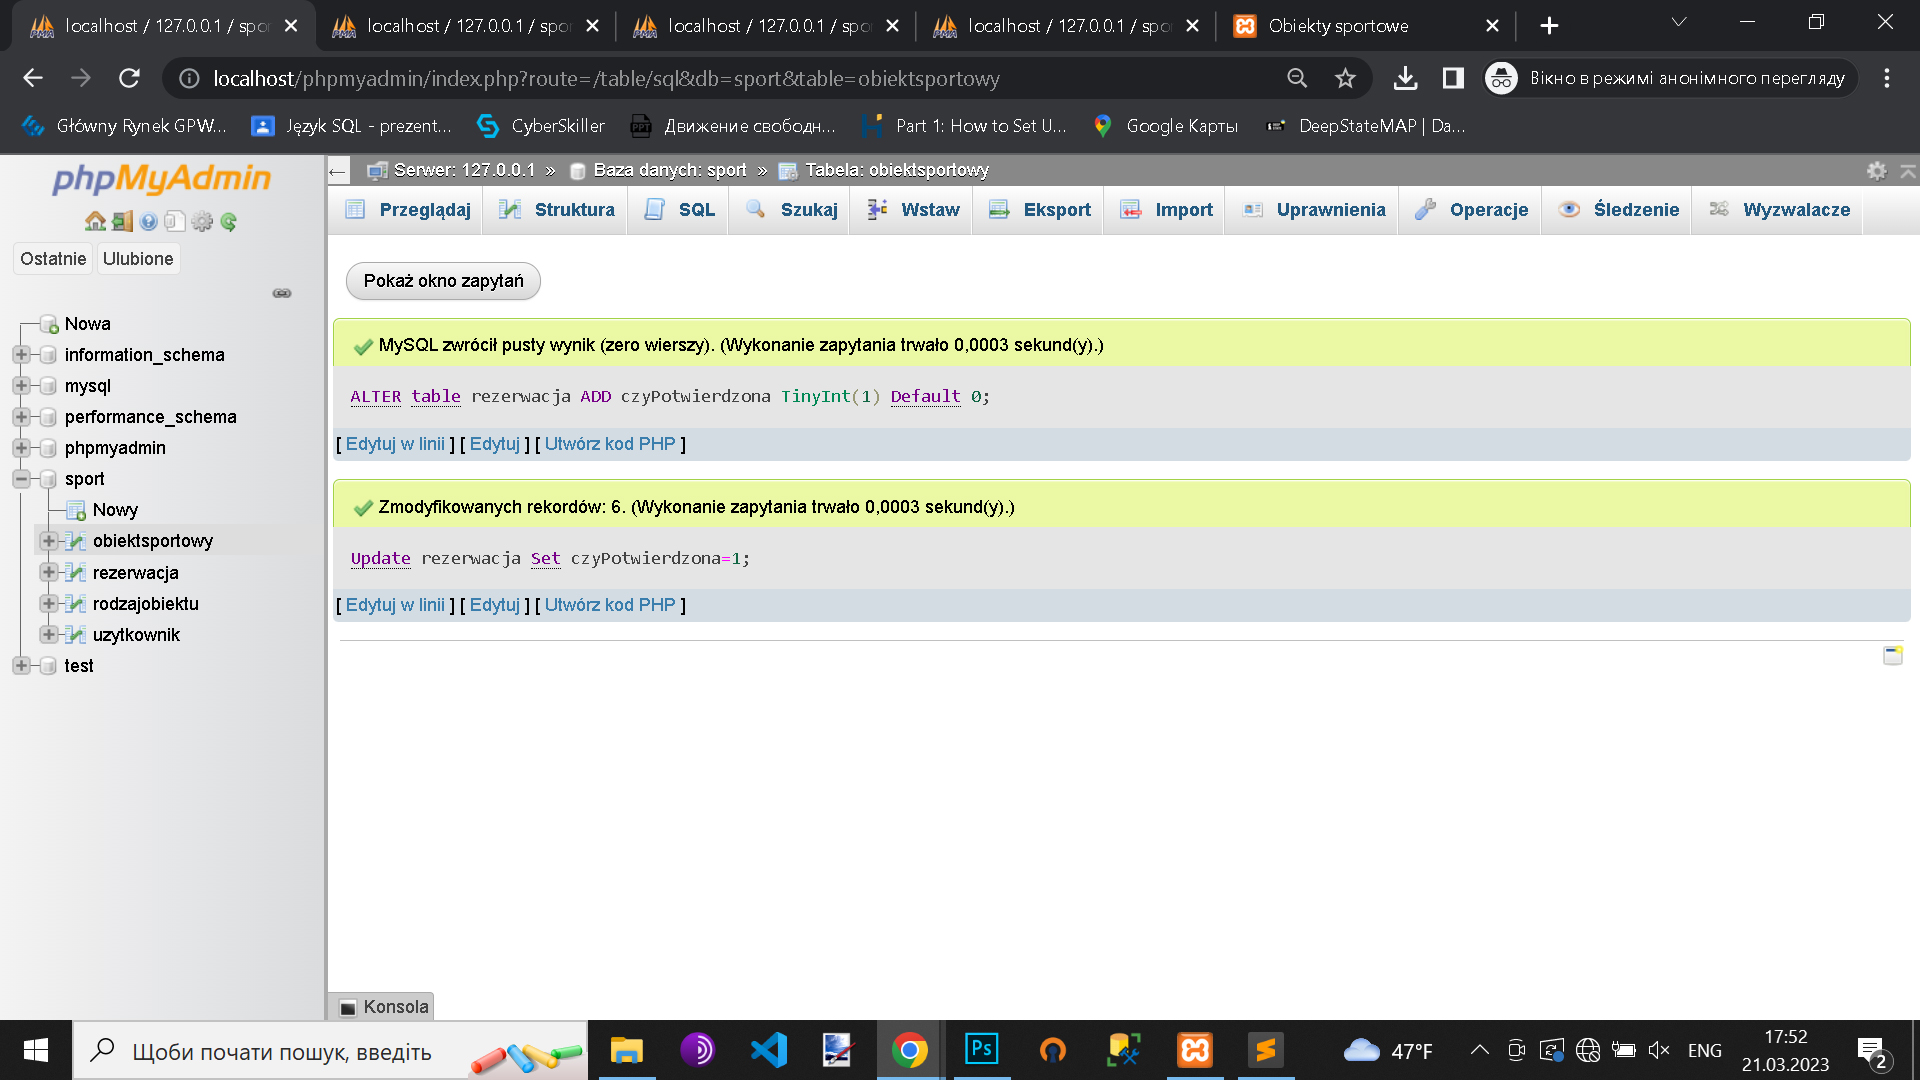 localhost / 127.0.0.1 / spo
localhost / 127.0.0.1 / spo
localhost / 127.0.0.1 / spo
localhost / 127.0.0.1 / spo
Obiekty sportowe
localhost/phpmyadmin/index.php?route=/table/sql&db=sport&table=obiektsportowy
Вікно в режимі анонімного перегляду
Główny Rynek GPW...
Język SQL - prezent...
CyberSkiller
Движение свободн...
Part 1: How to Set U...
Google Карты
DeepStateMAP | Da...
phpMyAdmin
Ostatnie Ulubione
Nowa
information_schema
mysql
performance_schema
phpmyadmin
sport
Nowy
obiektsportowy
rezerwacja
rodzajobiektu
uzytkownik
test
Serwer: 127.0.0.1 » Baza danych: sport » Tabela: obiektsportowy
Przeglądaj Struktura SQL Szukaj Wstaw Eksport Import Uprawnienia Operacje Śledzenie Wyzwalacze
Pokaż okno zapytań
MySQL zwrócił pusty wynik (zero wierszy). (Wykonanie zapytania trwało 0,0003 sekund(y).)
ALTER table rezerwacja ADD czyPotwierdzona TinyInt(1) Default 0;
[ Edytuj w linii ] [ Edytuj ] [ Utwórz kod PHP ]
Zmodyfikowanych rekordów: 6. (Wykonanie zapytania trwało 0,0003 sekund(y).)
Update rezerwacja Set czyPotwierdzona=1;
[ Edytuj w linii ] [ Edytuj ] [ Utwórz kod PHP ]
Konsola
Щоби почати пошук, введіть
Ps
47°F
ENG
17:52
21.03.2023
2